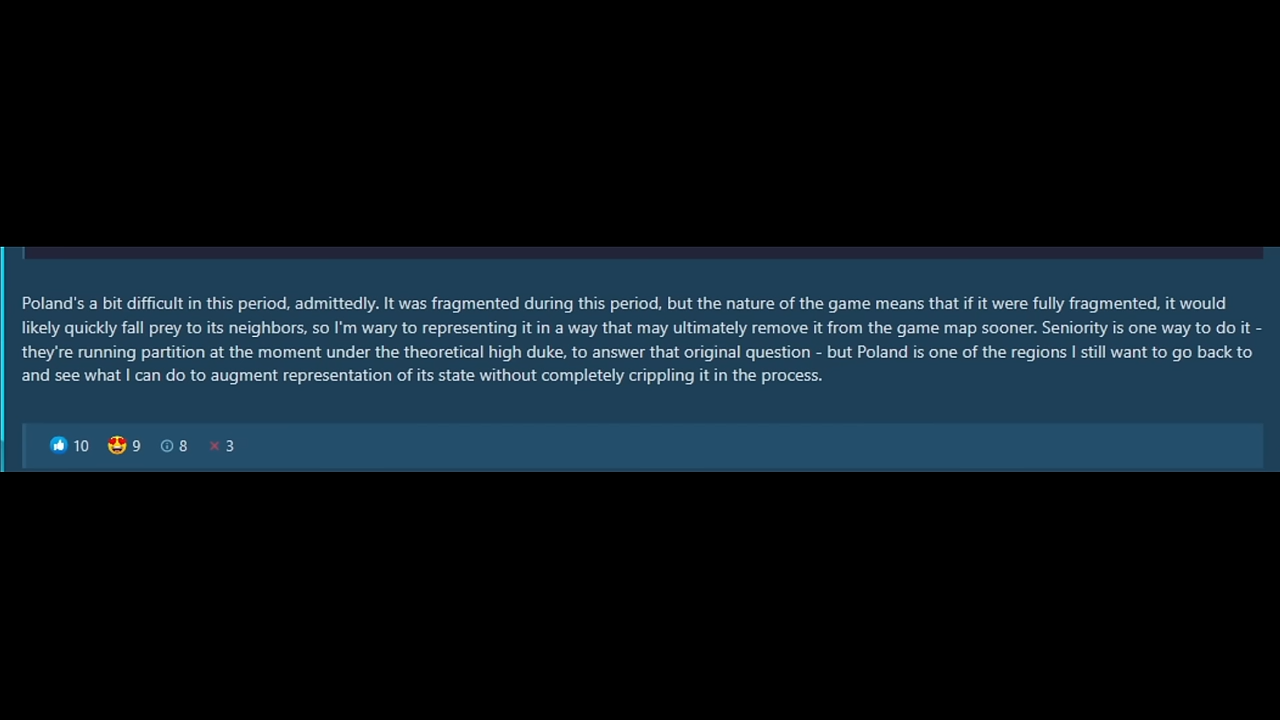 Poland's a bit difficult in this period, admittedly. It was fragmented during this period, but the nature of the game means that if it were fully fragmented, it would
likely quickly fall prey to its neighbors, so I'm wary to representing it in a way that may ultimately remove it from the game map sooner. Seniority is one way to do it -
they're running partition at the moment under the theoretical high duke, to answer that original question - but Poland is one of the regions I still want to go back to
and see what I can do to augment representation of its state without completely crippling it in the process.
10 9 8 3